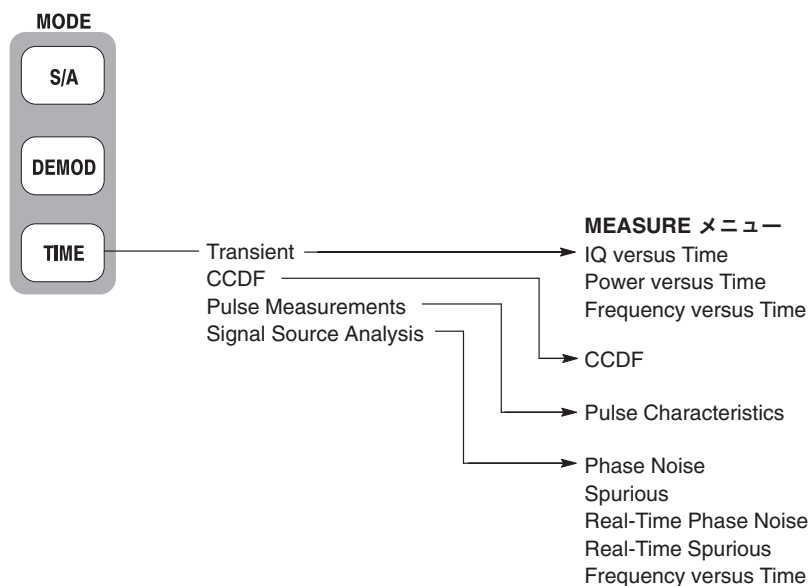 MODE
S/A
DEMOD
TIME
Transient
CCDF
Pulse Measurements
Signal Source Analysis
MEASURE メニュー
IQ versus Time
Power versus Time
Frequency versus Time
CCDF
Pulse Characteristics
Phase Noise
Spurious
Real-Time Phase Noise
Real-Time Spurious
Frequency versus Time